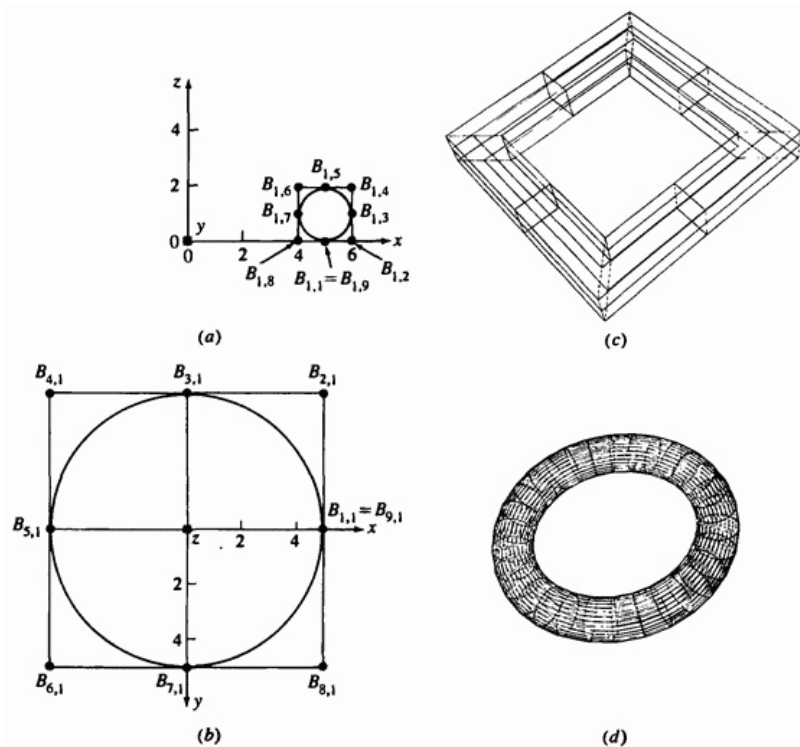 z
4
2
0
y
B1,6
B1,5
B1,4
B1,7
B1,3
0
2
4
6
x
B1,8
B1,1=B1,9
B1,2
(a)
(c)
B4,1
B3,1
B2,1
B5,1
z
2
4
B1,1=B9,1
x
2
4
B6,1
B7,1
B8,1
y
(b)
(d)